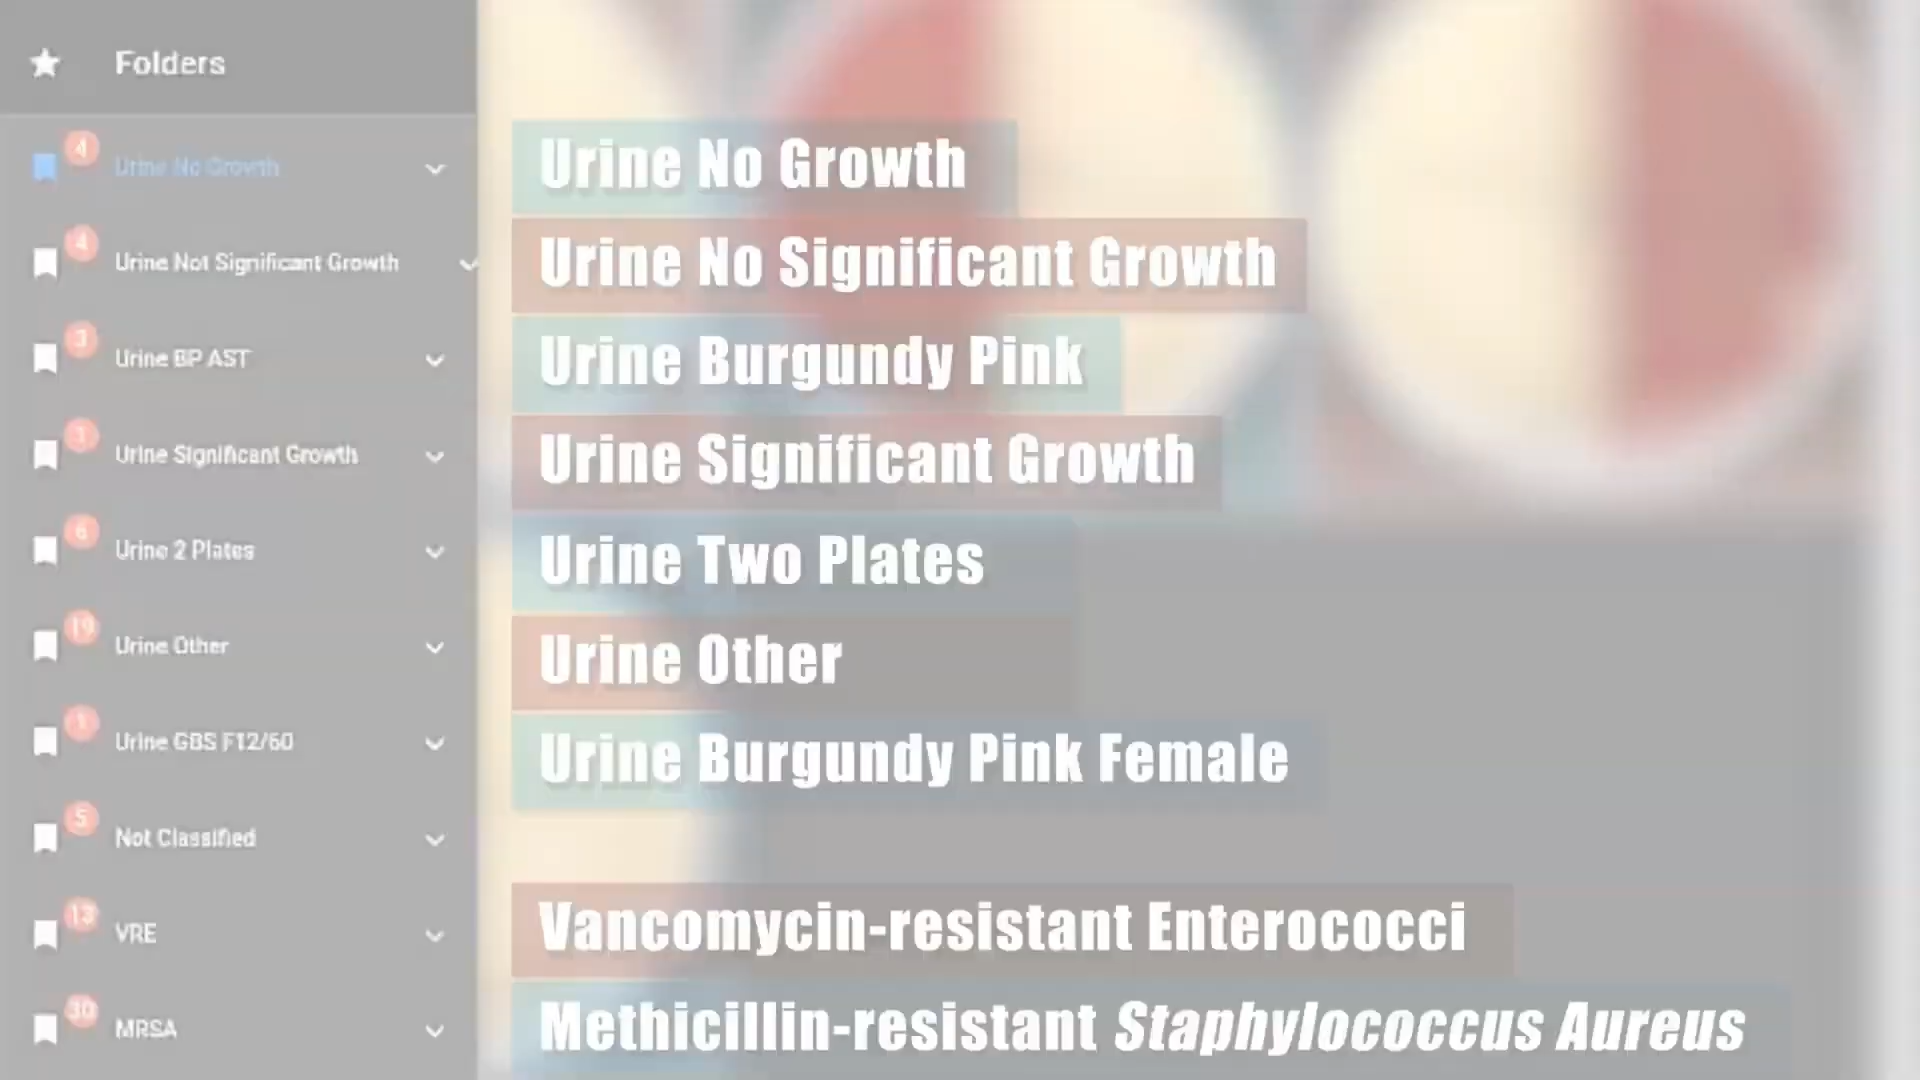 Folders
4
Urine No Growth
Urine No Growth
4
Urine Not Significant Growth
Urine No Significant Growth
3
Urine BP AST
Urine Burgundy Pink
Urine Significant Growth
Urine Significant Growth
6
Urine 2 Plates
Urine Two Plates
19
Urine Other
Urine Other
1
Urine GBS F12/60
Urine Burgundy Pink Female
5
Not Classified
13
VRE
Vancomycin-resistant Enterococci
30
MRSA
Methicillin-resistant Staphylococcus Aureus